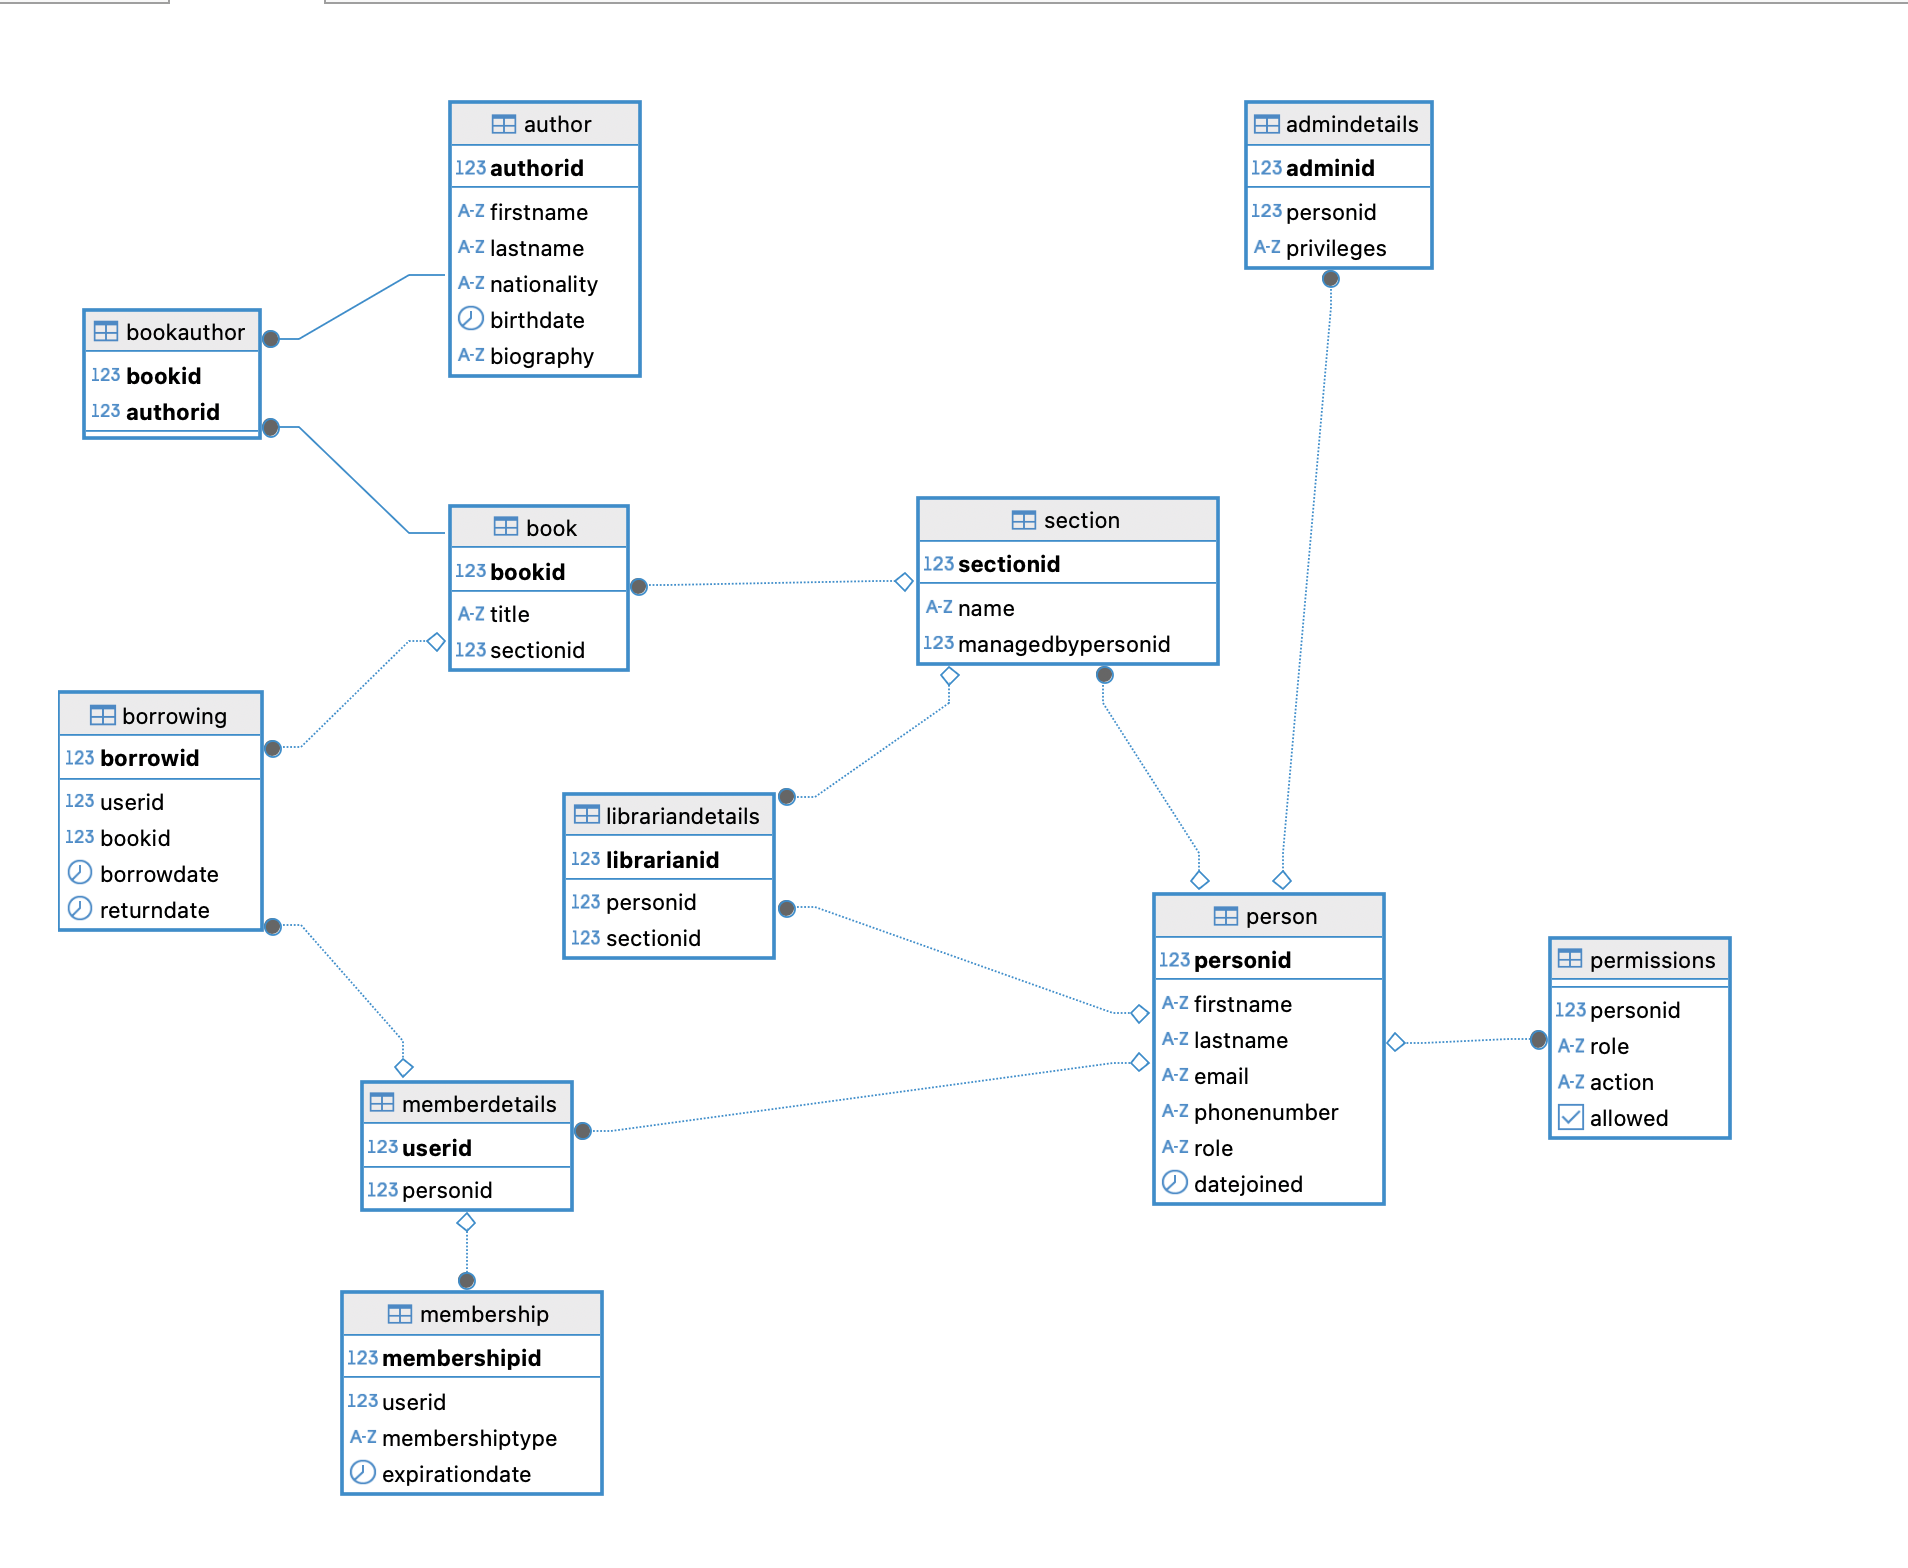 author
123 authorid
A-Z firstname
A-Z lastname
A-Z nationality
birthdate
A-Z biography
admindetails
123 adminid
123 personid
A-Z privileges
bookauthor
123 bookid
123 authorid
book
123 bookid
A-Z title
123 sectionid
section
123 sectionid
A-Z name
123 managedbypersonid
borrowing
123 borrowid
123 userid
123 bookid
borrowdate
returndate
librariandetails
123 librarianid
123 personid
123 sectionid
person
123 personid
A-Z firstname
A-Z lastname
A-Z email
A-Z phonenumber
A-Z role
datejoined
permissions
123 personid
A-Z role
A-Z action
allowed
memberdetails
123 userid
123 personid
membership
123 membershipid
123 userid
A-Z membershiptype
expirationdate